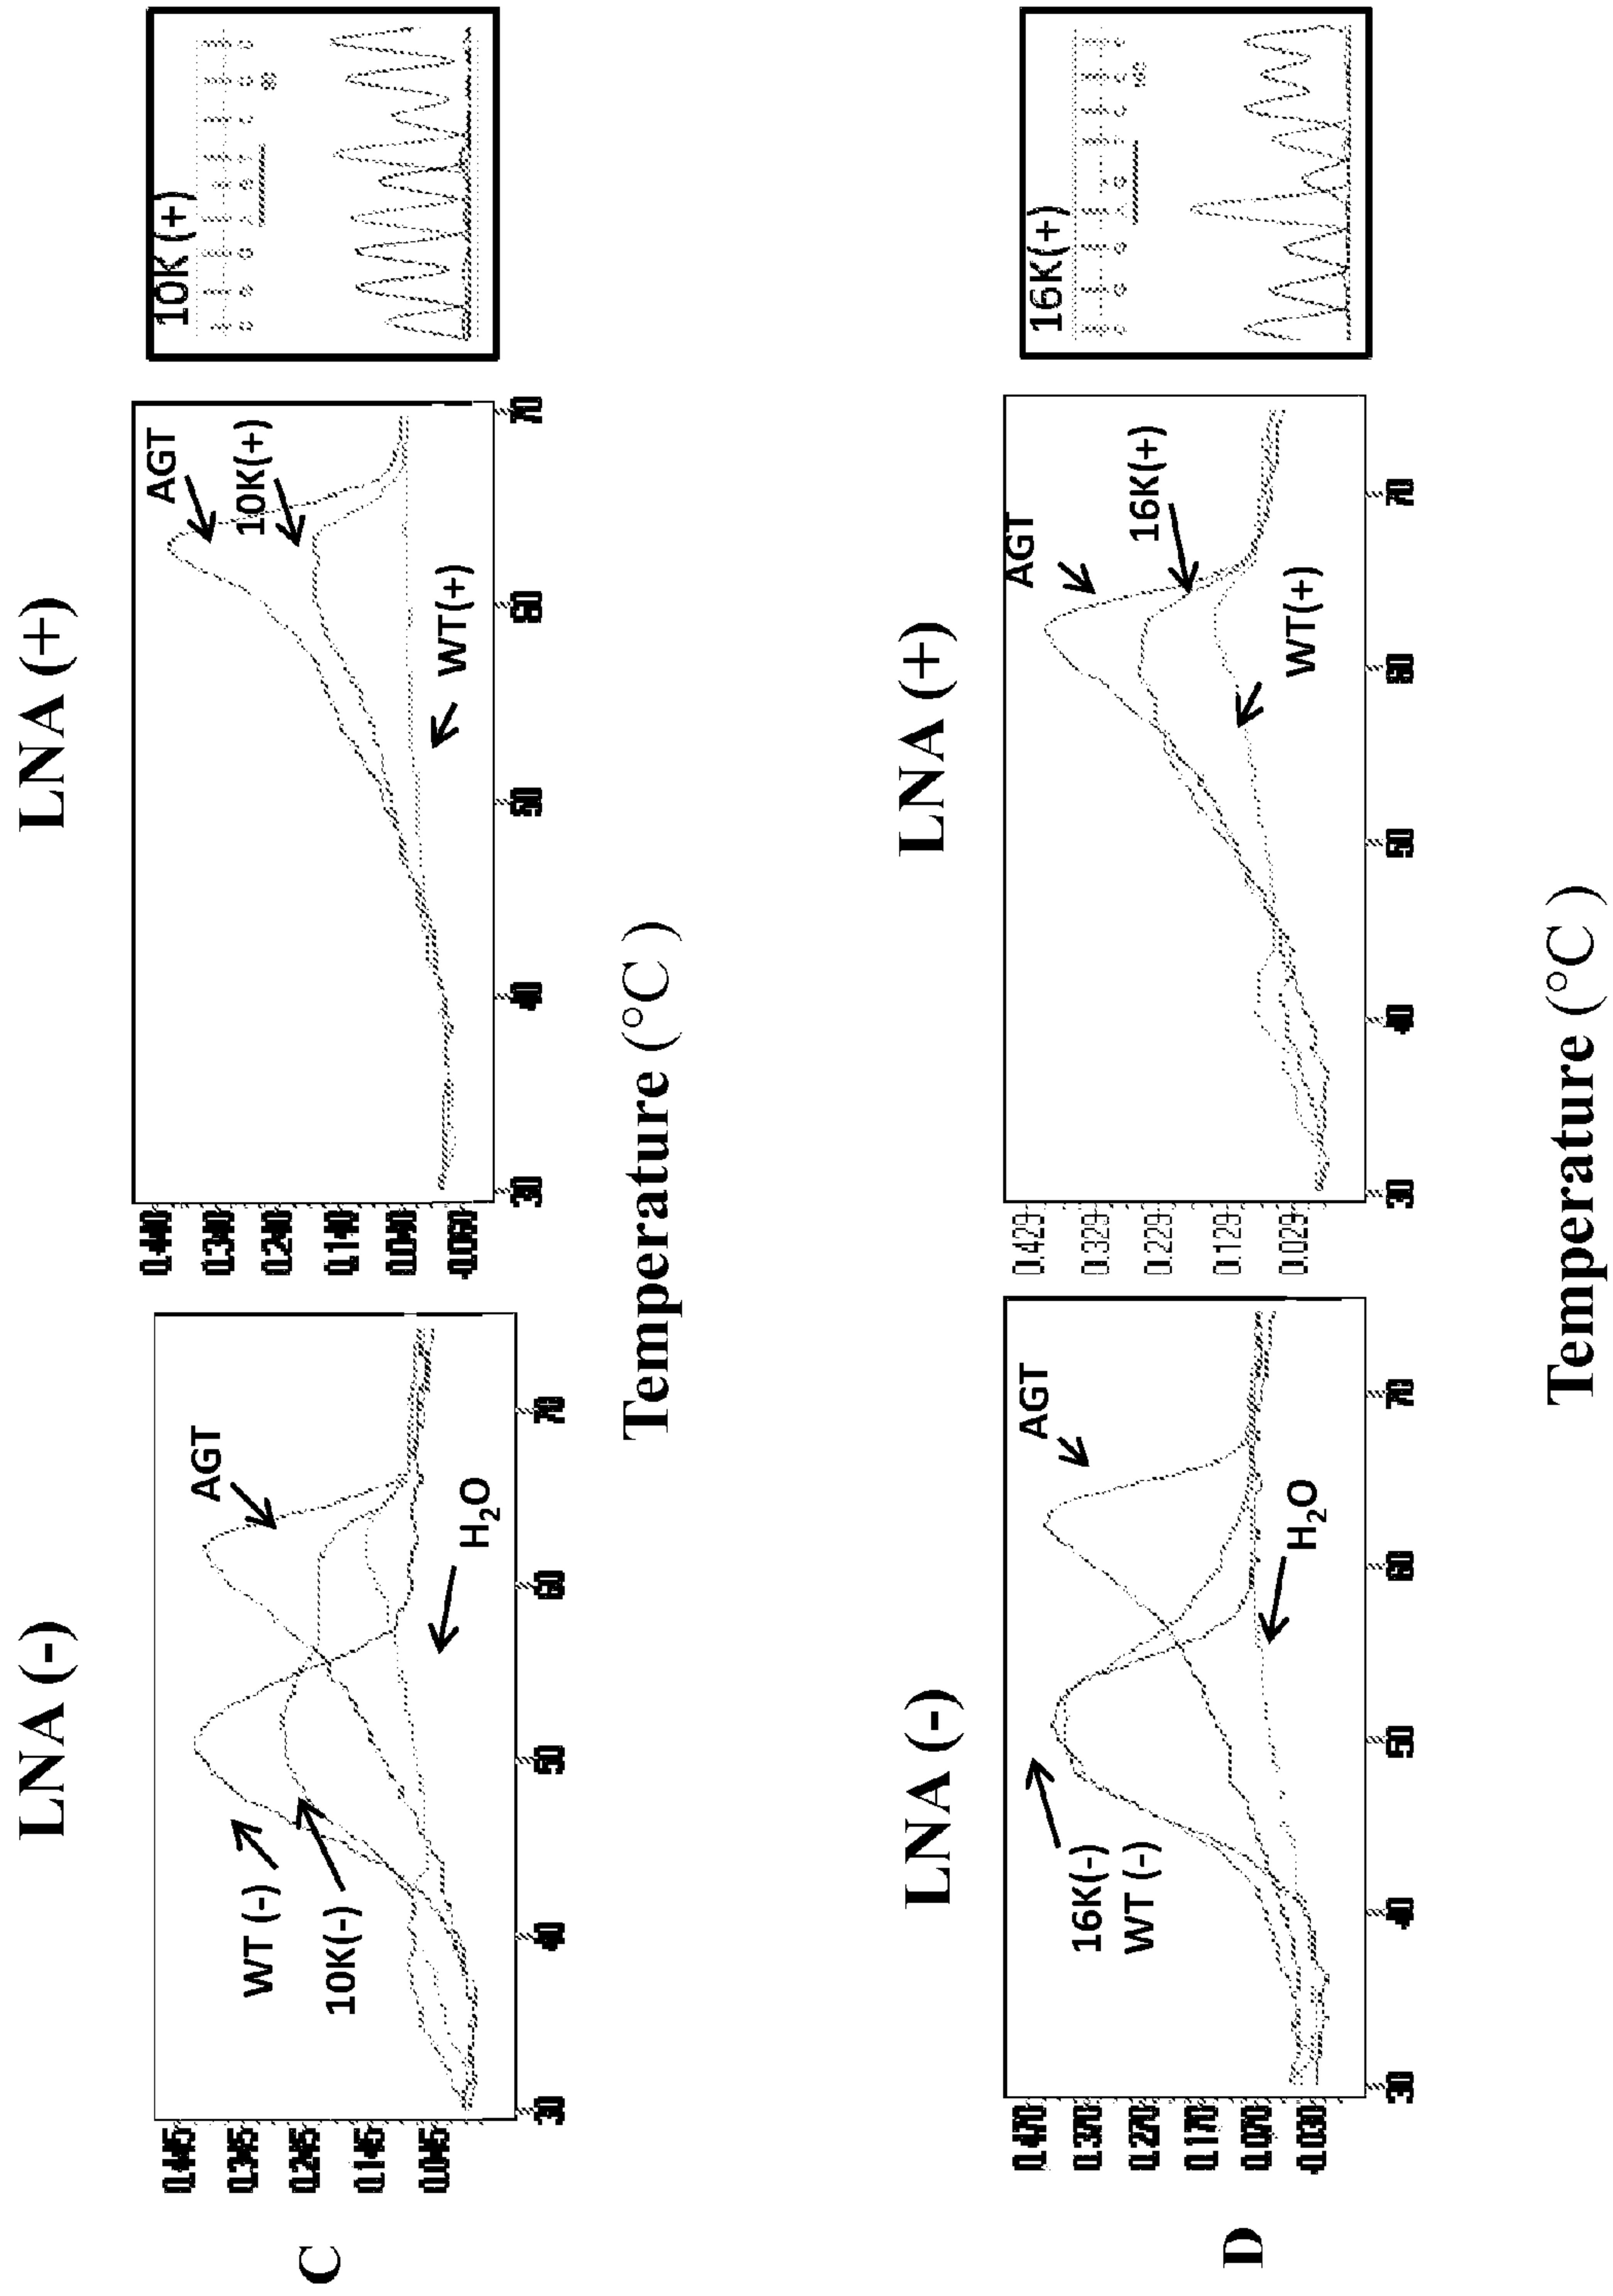 C
LNA (-)
0.445
0.345
0.245
0.145
0.045
WT (-)
10K(-)
AGT
H₂O
30
40
50
60
70
LNA (+)
0.440
0.340
0.240
0.140
0.040
-0.060
AGT
10K(+)
WT(+)
30
40
50
60
70
10K (+)
Temperature (°C )
D
LNA (-)
0.470
0.370
0.270
0.170
0.070
-0.030
16K(-)
WT (-)
AGT
H₂O
30
40
50
60
70
LNA (+)
0.429
0.329
0.229
0.129
0.029
AGT
16K(+)
WT(+)
30
40
50
60
70
16K(+)
Temperature (°C )